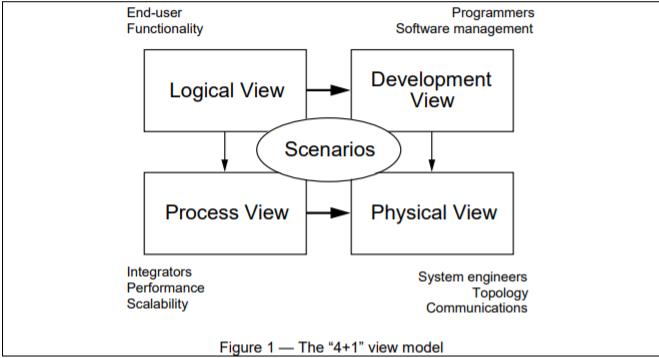 End-user
Functionality
Programmers
Software management
Logical View
Development
View
Scenarios
Process View
Physical View
Integrators
Performance
Scalability
System engineers
Topology
Communications
Figure 1 — The “4+1” view model